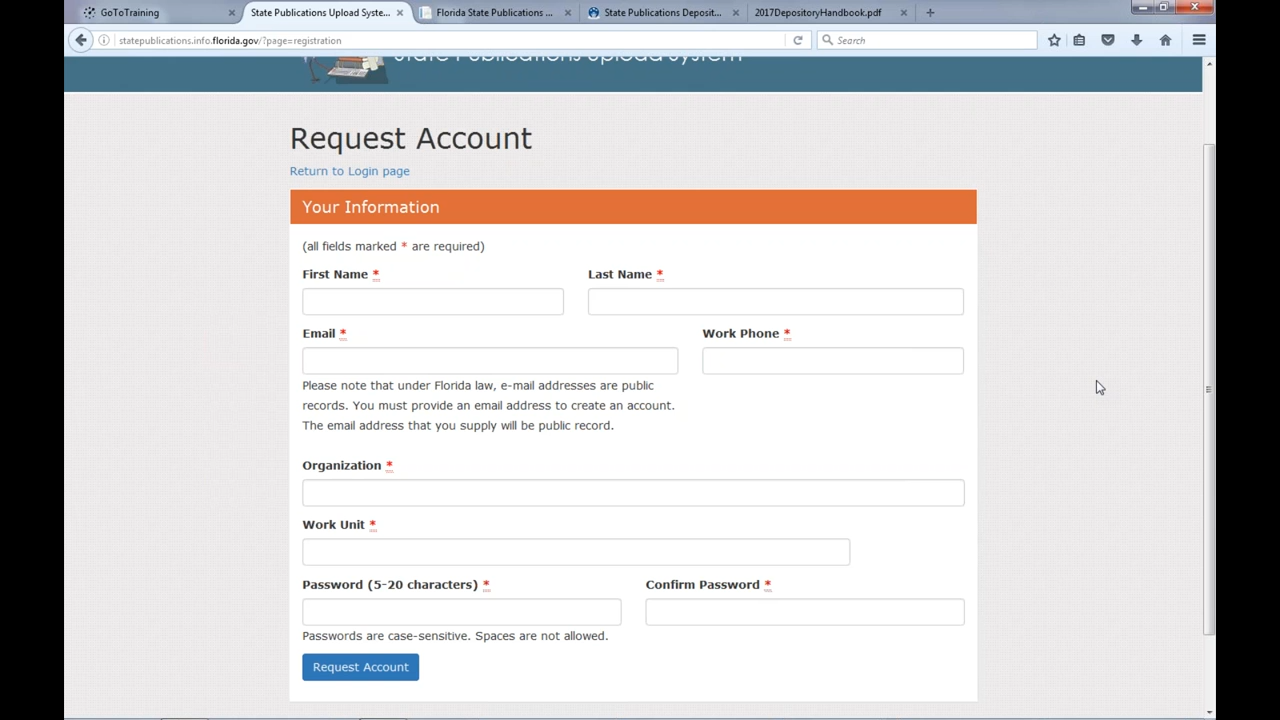 GoToTraining
State Publications Upload Syste...
Florida State Publications ...
State Publications Deposit...
2017DepositoryHandbook.pdf
statepublications.info.florida.gov/?page=registration
Search
State Publications Upload System
Request Account
Return to Login page
Your Information
(all fields marked * are required)
First Name *
Last Name *
Email *
Work Phone *
Please note that under Florida law, e-mail addresses are public
records. You must provide an email address to create an account.
The email address that you supply will be public record.
Organization *
Work Unit *
Password (5-20 characters) *
Confirm Password *
Passwords are case-sensitive. Spaces are not allowed.
Request Account